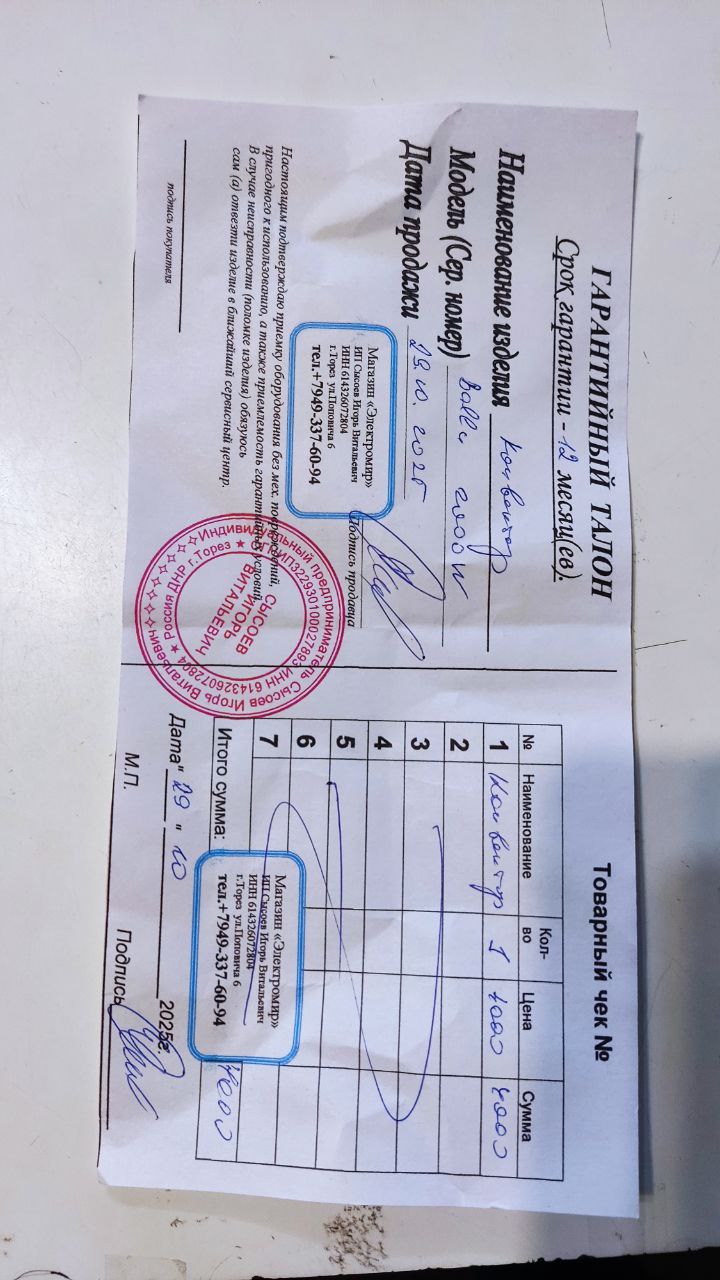 ГАРАНТИЙНЫЙ ТАЛОН
Срок гарантии - 12 месяц(ев).
Наименование изделия конвектор
Модель (Сер. номер) Ballu 2000 W
Дата продажи 29.10.2025
Магазин «Электромир»
ИП Сысоев Игорь Витальевич
ИНН 614326072804
г.Торез ул.Поповича 6
тел.+7949-337-60-94
Подпись продавца
Настоящим подтверждаю приемку оборудования без мех. повреждений,
пригодного к использованию, а также приемлемость гарантийных условий.
В случае неисправности (поломке изделия) обязуюсь
сам (а) отвезти изделие в ближайший сервисный центр.
подпись покупателя
Индивидуальный предприниматель Сысоев Игорь Витальевич
ИНН 614326072804 ★ Россия ДНР г.Торез ★
СЫСОЕВ
ИГОРЬ
ВИТАЛЬЕВИЧ
Товарный чек №
№ Наименование Кол-во Цена Сумма
1 Конвектор 1 4000 4000
2
3
4
5
6
7
Итого сумма: 4000
Магазин «Электромир»
ИП Сысоев Игорь Витальевич
ИНН 614326072804
г.Торез ул.Поповича 6
тел.+7949-337-60-94
Дата" 29 " 10 2025г.
М.П. Подпись